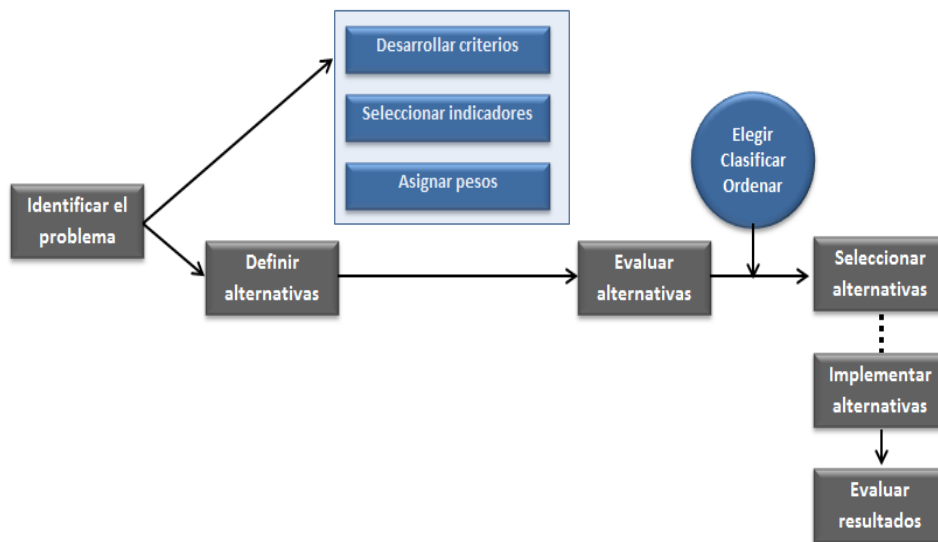 Desarrollar criterios
Seleccionar indicadores
Asignar pesos
Elegir
Clasificar
Ordenar
Identificar el
problema
Definir
alternativas
Evaluar
alternativas
Seleccionar
alternativas
Implementar
alternativas
Evaluar
resultados